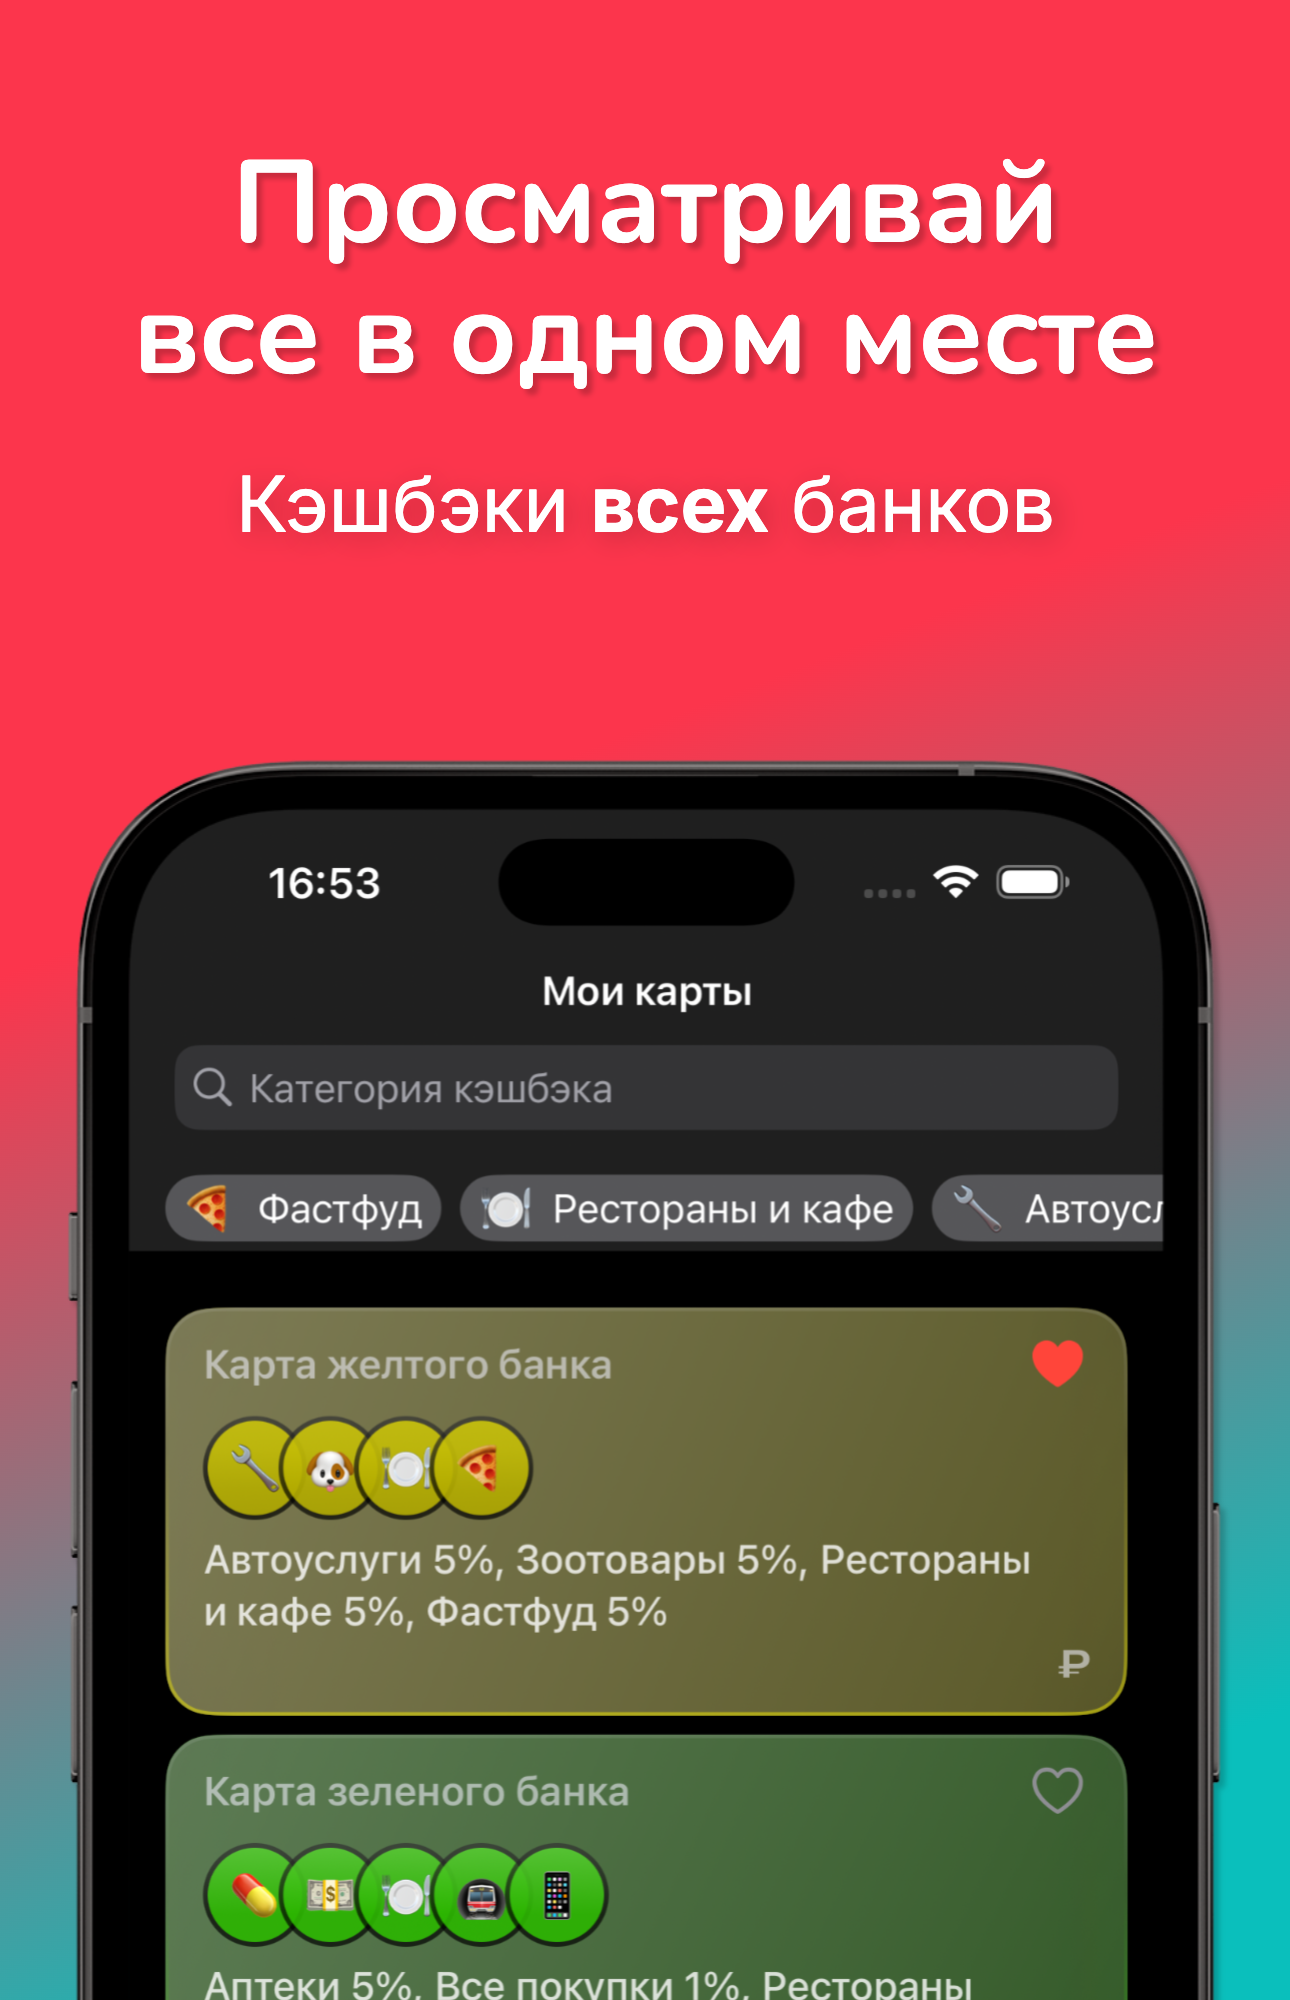 Просматривай
все в одном месте
Кэшбэки всех банков
16:53
Мои карты
Категория кэшбэка
Фастфуд
Рестораны и кафе
Автоусл
Карта желтого банка
Автоуслуги 5%, Зоотовары 5%, Рестораны
и кафе 5%, Фастфуд 5%
₽
Карта зеленого банка
Аптеки 5%, Все покупки 1%, Рестораны